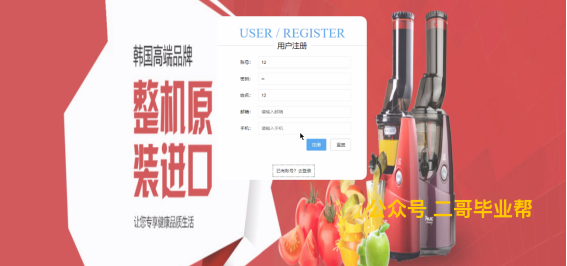 韩国高端品牌
整机原
装进口
让您专享健康品质生活
USER / REGISTER
用户注册
账号：
密码：
姓名：
邮箱： 请输入邮箱
手机： 请输入手机
注册 重置
已有账号？去登录
公众号 二哥毕业帮